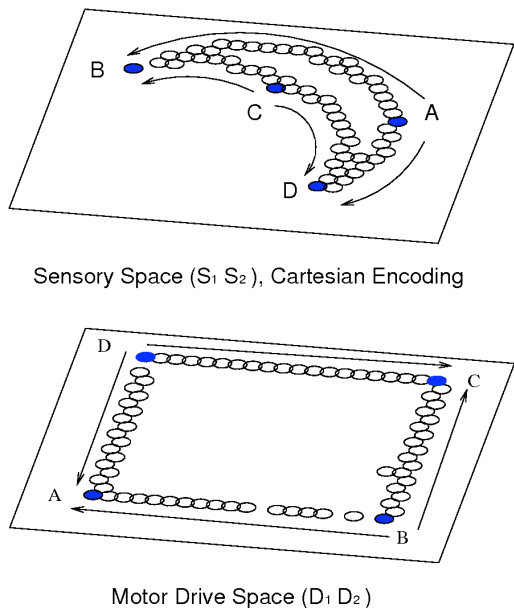 B
A
C
D
Sensory Space (S1 S2 ), Cartesian Encoding
D
C
A
B
Motor Drive Space (D1 D2 )